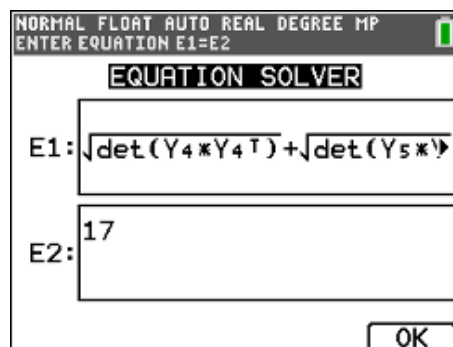 NORMAL FLOAT AUTO REAL DEGREE MP
ENTER EQUATION E1=E2
EQUATION SOLVER
E1: √det(Y₄*Y₄ᵀ)+√det(Y₅*
E2: 17
OK